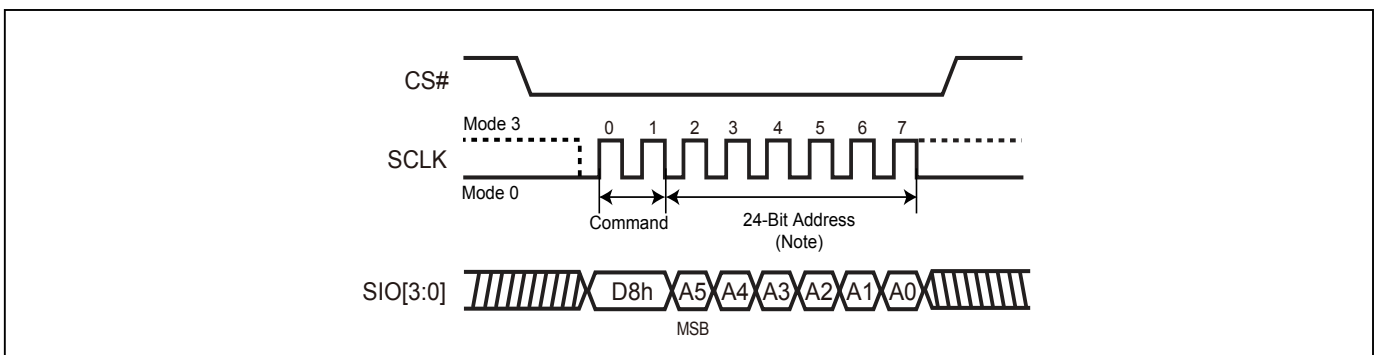 CS#
Mode 3
0 1 2 3 4 5 6 7
SCLK
Mode 0
Command
24-Bit Address
(Note)
SIO[3:0]
D8h A5 A4 A3 A2 A1 A0
MSB